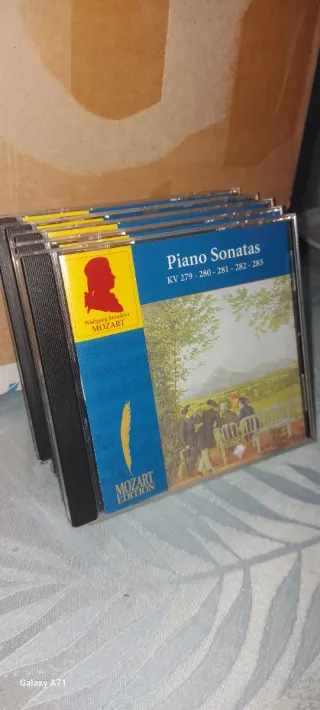 Piano Sonatas
KV 279 - 280 - 281 - 282 - 283
Wolfgang Amadeus
MOZART
MOZART
EDITION
Galaxy A71